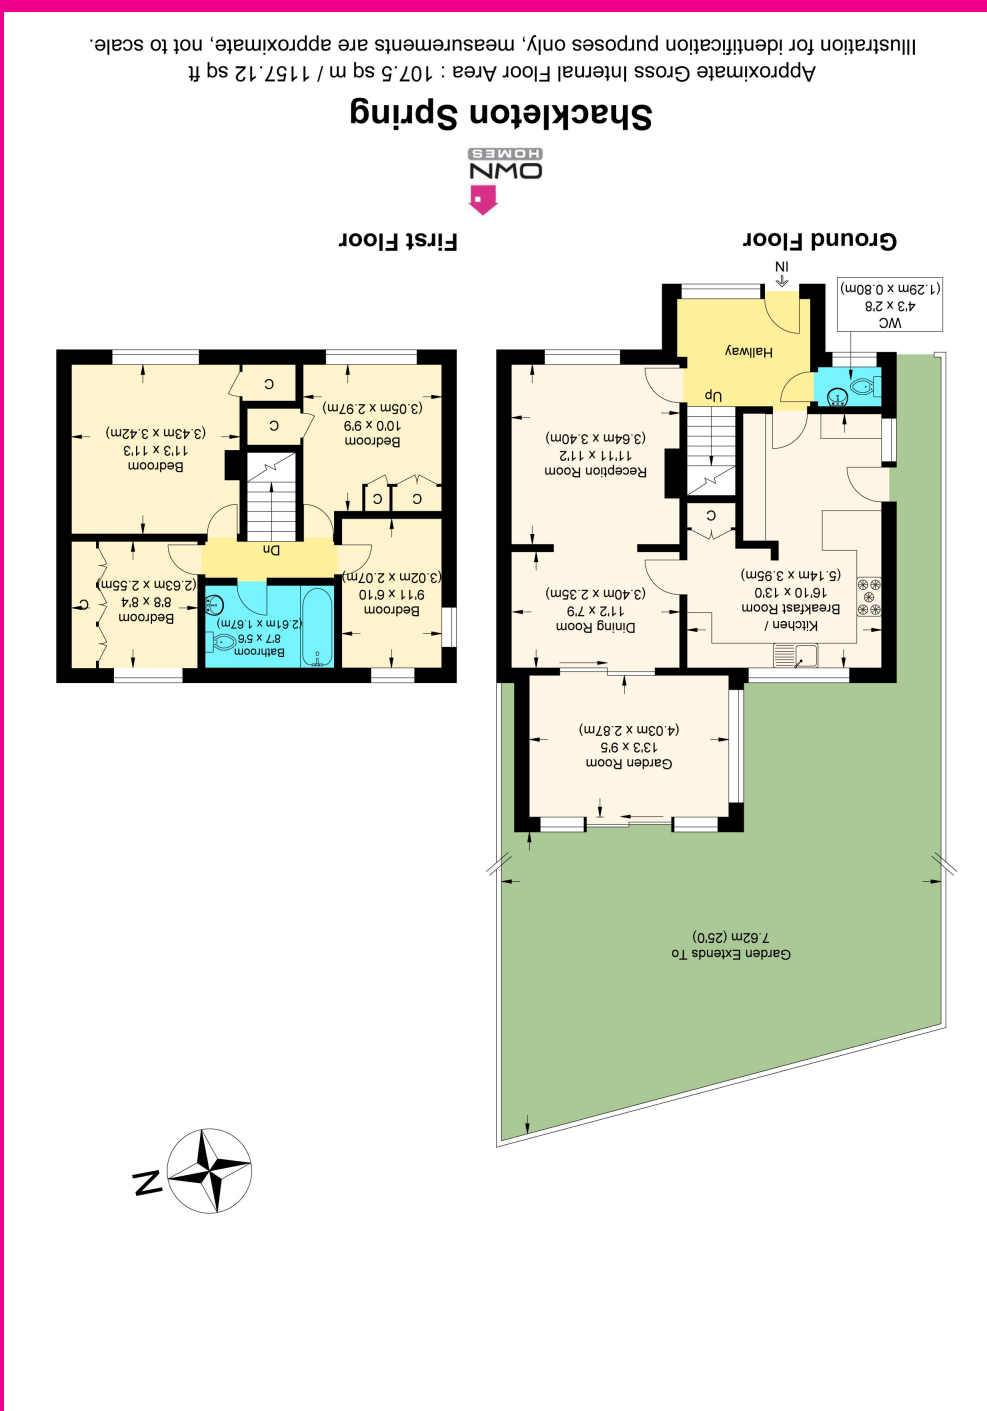 N
Garden Extends To
7.62m (25'0)
Garden Room
13'3 x 9'5
(4.03m x 2.87m)
Kitchen /
Breakfast Room
16'10 x 13'0
(5.14m x 3.95m)
Dining Room
11'2 x 7'9
(3.40m x 2.35m)
C
Reception Room
11'11 x 11'2
(3.64m x 3.40m)
Up
Hallway
WC
4'3 x 2'8
(1.29m x 0.80m)
IN
Ground Floor
Bedroom
9'11 x 6'10
(3.02m x 2.07m)
Bathroom
8'7 x 5'6
(2.61m x 1.67m)
Bedroom
8'8 x 8'4
(2.63m x 2.55m)
C
Dn
C
C
Bedroom
10'0 x 9'9
(3.05m x 2.97m)
C
C
Bedroom
11'3 x 11'3
(3.43m x 3.42m)
First Floor
OWN
HOMES
Shackleton Spring
Approximate Gross Internal Floor Area : 107.5 sq m / 1157.12 sq ft
Illustration for identification purposes only, measurements are approximate, not to scale.